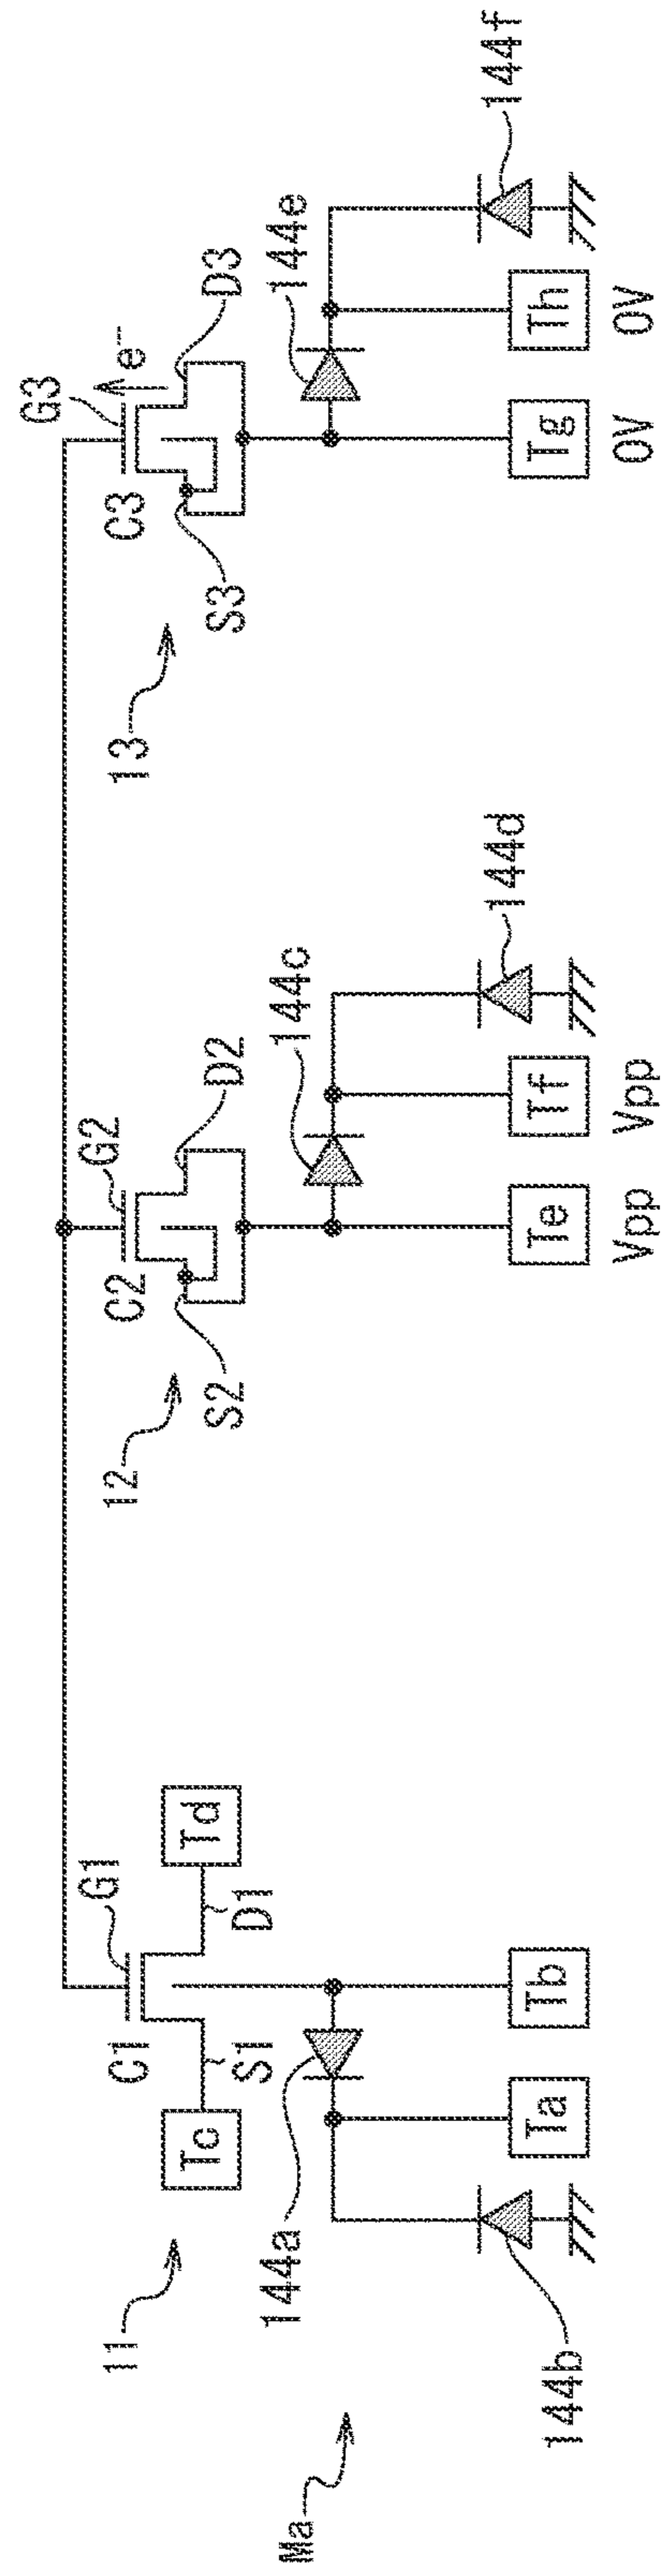 Ma
11
Tc
C1
G1
Td
S1
D1
144a
144b
Ta
Tb
12
C2
G2
S2
D2
144c
144d
Te
Tf
Vpp
Vpp
13
C3
G3
e⁻
S3
D3
144e
144f
Tg
Th
0V
0V